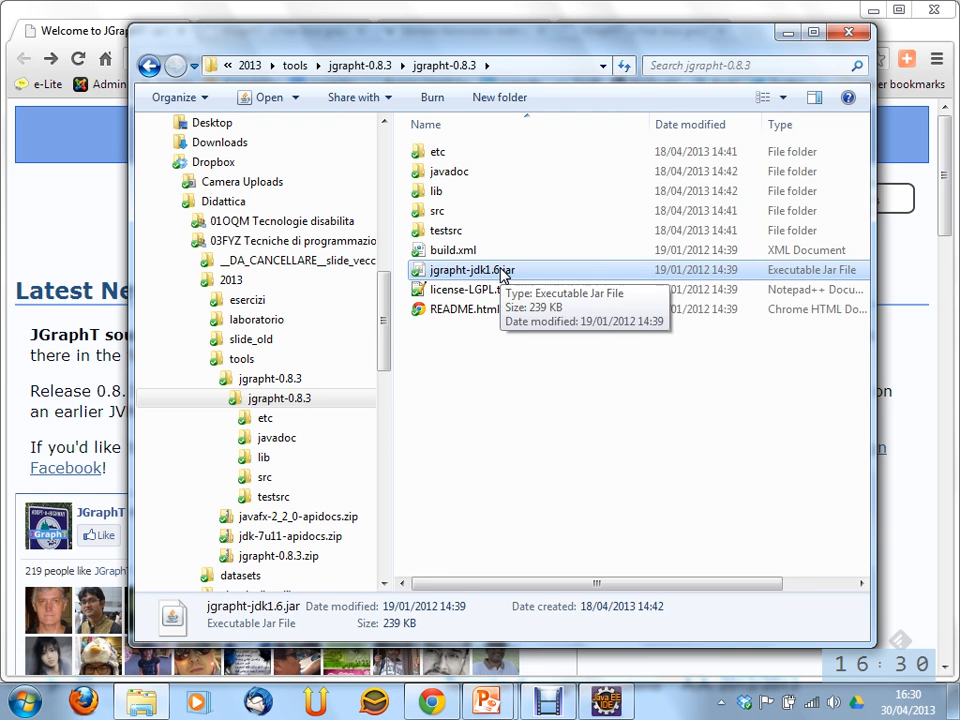 Welcome to JGra
e-Lite
Admin
er bookmarks
Latest Ne
JGraphT sou
there in the
Release 0.8.
on
an earlier JV
If you'd like
n
Facebook!
JGraphT
Like
219 people like JGraphT
« 2013 ▸ tools ▸ jgrapht-0.8.3 ▸ jgrapht-0.8.3 ▸
Search jgrapht-0.8.3
Organize
Open
Share with
Burn
New folder
Desktop
Downloads
Dropbox
Camera Uploads
Didattica
01OQM Tecnologie disabilita
03FYZ Tecniche di programmazio
__DA_CANCELLARE__slide_vecc
2013
esercizi
laboratorio
slide_old
tools
jgrapht-0.8.3
jgrapht-0.8.3
etc
javadoc
lib
src
testsrc
javafx-2_2_0-apidocs.zip
jdk-7u11-apidocs.zip
jgrapht-0.8.3.zip
datasets
Name Date modified Type
etc 18/04/2013 14:41 File folder
javadoc 18/04/2013 14:42 File folder
lib 18/04/2013 14:42 File folder
src 18/04/2013 14:41 File folder
testsrc 18/04/2013 14:41 File folder
build.xml 19/01/2012 14:39 XML Document
jgrapht-jdk1.6.jar 19/01/2012 14:39 Executable Jar File
license-LGPL.t Notepad++ Docu...
README.html 01/2012 14:39 Chrome HTML Do...
Type: Executable Jar File
Size: 239 KB
Date modified: 19/01/2012 14:39
jgrapht-jdk1.6.jar Date modified: 19/01/2012 14:39 Date created: 18/04/2013 14:42
Executable Jar File Size: 239 KB
16:30
Java EE
IDE
16:30
30/04/2013